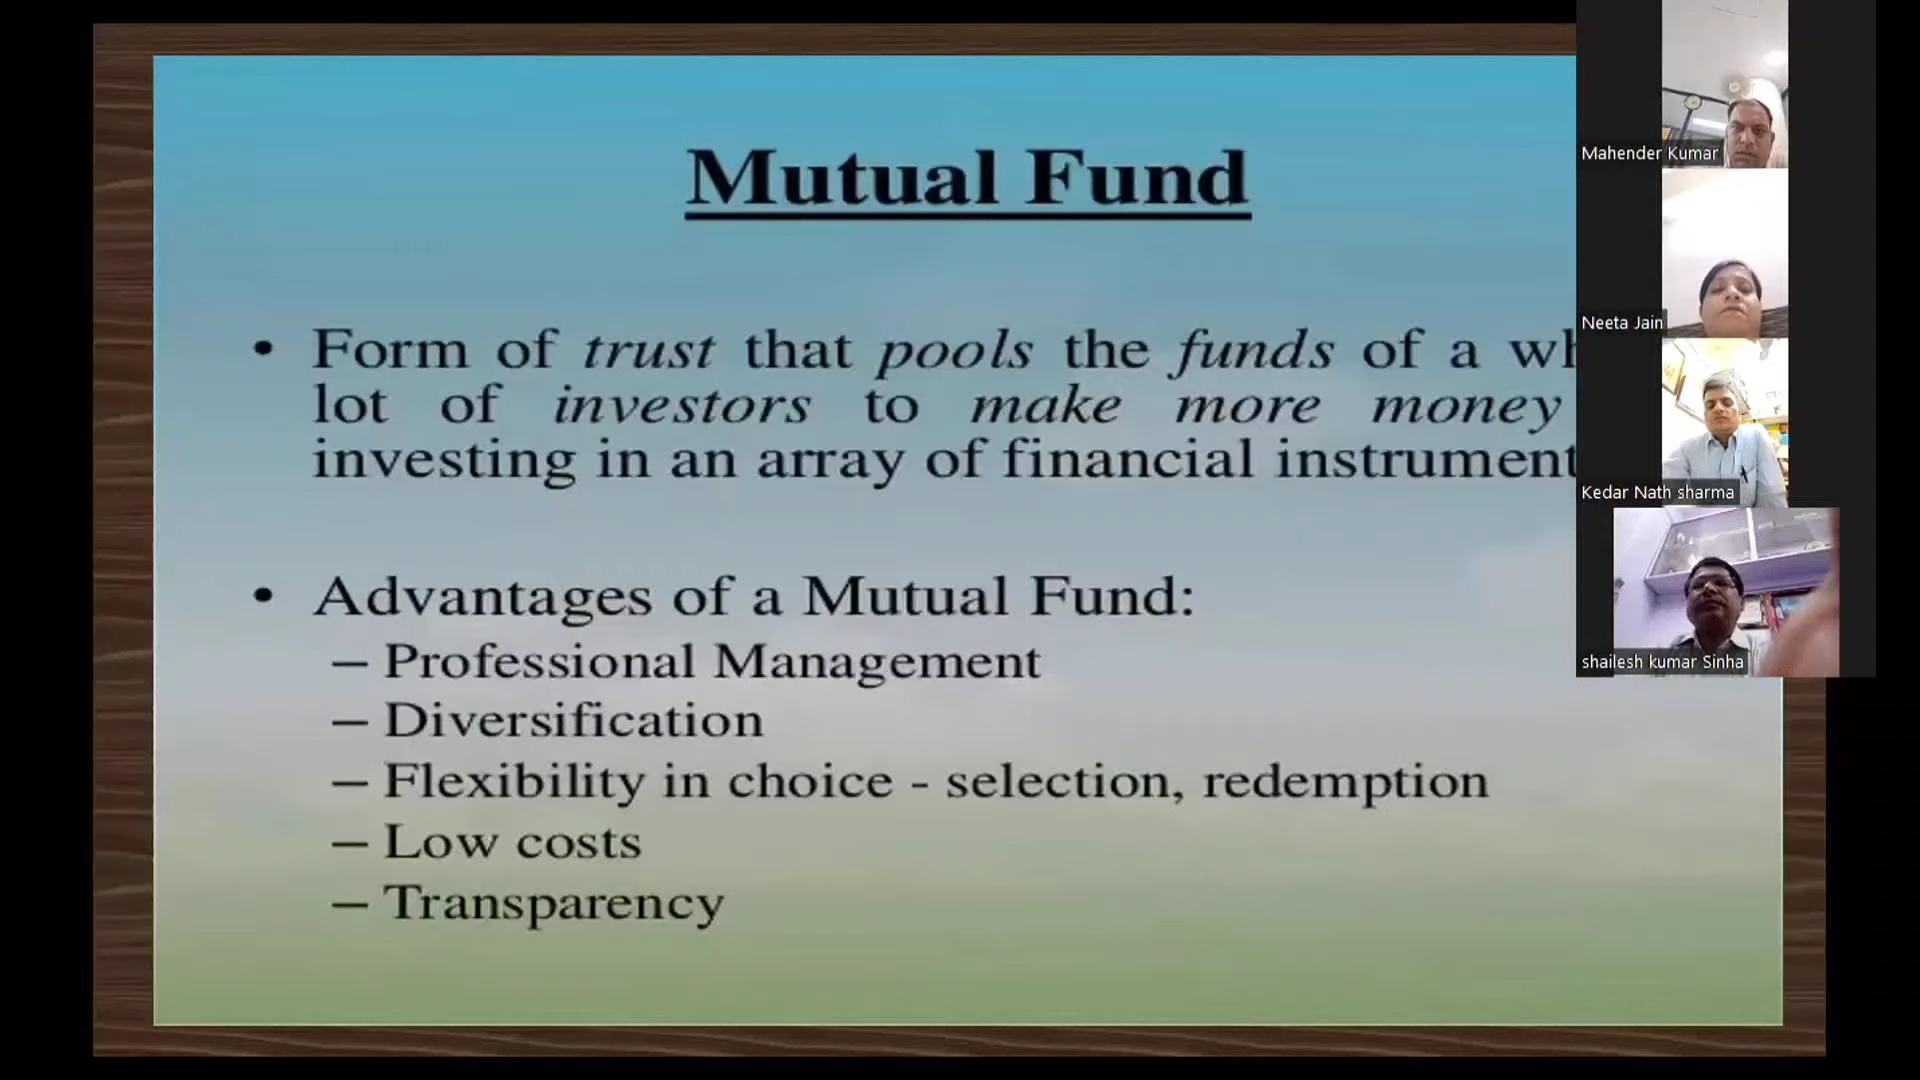 Mutual Fund
• Form of trust that pools the funds of a
lot of investors to make more money
investing in an array of financial instrument
• Advantages of a Mutual Fund:
– Professional Management
– Diversification
– Flexibility in choice - selection, redemption
– Low costs
– Transparency
Mahender Kumar
Neeta Jain
Kedar Nath sharma
shailesh kumar Sinha